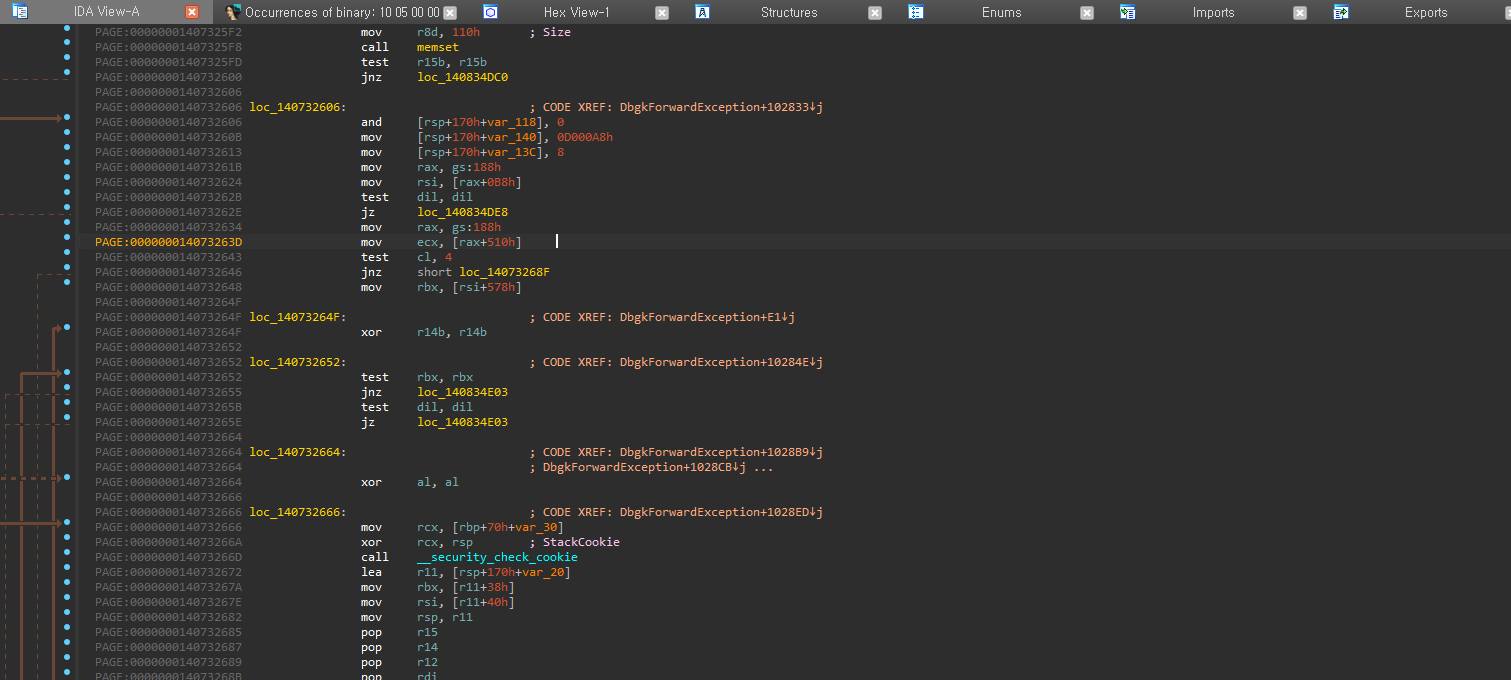 IDA View-A Occurrences of binary: 10 05 00 00 Hex View-1 Structures Enums Imports Exports
PAGE:00000001407325F2 mov r8d, 110h ; Size
PAGE:00000001407325F8 call memset
PAGE:00000001407325FD test r15b, r15b
PAGE:0000000140732600 jnz loc_140834DC0
PAGE:0000000140732606
PAGE:0000000140732606 loc_140732606: ; CODE XREF: DbgkForwardException+102833↓j
PAGE:0000000140732606 and [rsp+170h+var_118], 0
PAGE:000000014073260B mov [rsp+170h+var_140], 0D000A8h
PAGE:0000000140732613 mov [rsp+170h+var_13C], 8
PAGE:000000014073261B mov rax, gs:188h
PAGE:0000000140732624 mov rsi, [rax+0B8h]
PAGE:000000014073262B test dil, dil
PAGE:000000014073262E jz loc_140834DE8
PAGE:0000000140732634 mov rax, gs:188h
PAGE:000000014073263D mov ecx, [rax+510h]
PAGE:0000000140732643 test cl, 4
PAGE:0000000140732646 jnz short loc_14073268F
PAGE:0000000140732648 mov rbx, [rsi+578h]
PAGE:000000014073264F
PAGE:000000014073264F loc_14073264F: ; CODE XREF: DbgkForwardException+E1↓j
PAGE:000000014073264F xor r14b, r14b
PAGE:0000000140732652
PAGE:0000000140732652 loc_140732652: ; CODE XREF: DbgkForwardException+10284E↓j
PAGE:0000000140732652 test rbx, rbx
PAGE:0000000140732655 jnz loc_140834E03
PAGE:000000014073265B test dil, dil
PAGE:000000014073265E jz loc_140834E03
PAGE:0000000140732664
PAGE:0000000140732664 loc_140732664: ; CODE XREF: DbgkForwardException+1028B9↓j
PAGE:0000000140732664 ; DbgkForwardException+1028CB↓j ...
PAGE:0000000140732664 xor al, al
PAGE:0000000140732666
PAGE:0000000140732666 loc_140732666: ; CODE XREF: DbgkForwardException+1028ED↓j
PAGE:0000000140732666 mov rcx, [rbp+70h+var_30]
PAGE:000000014073266A xor rcx, rsp ; StackCookie
PAGE:000000014073266D call __security_check_cookie
PAGE:0000000140732672 lea r11, [rsp+170h+var_20]
PAGE:000000014073267A mov rbx, [r11+38h]
PAGE:000000014073267E mov rsi, [r11+40h]
PAGE:0000000140732682 mov rsp, r11
PAGE:0000000140732685 pop r15
PAGE:0000000140732687 pop r14
PAGE:0000000140732689 pop r12
PAGE:000000014073268B pop rdi